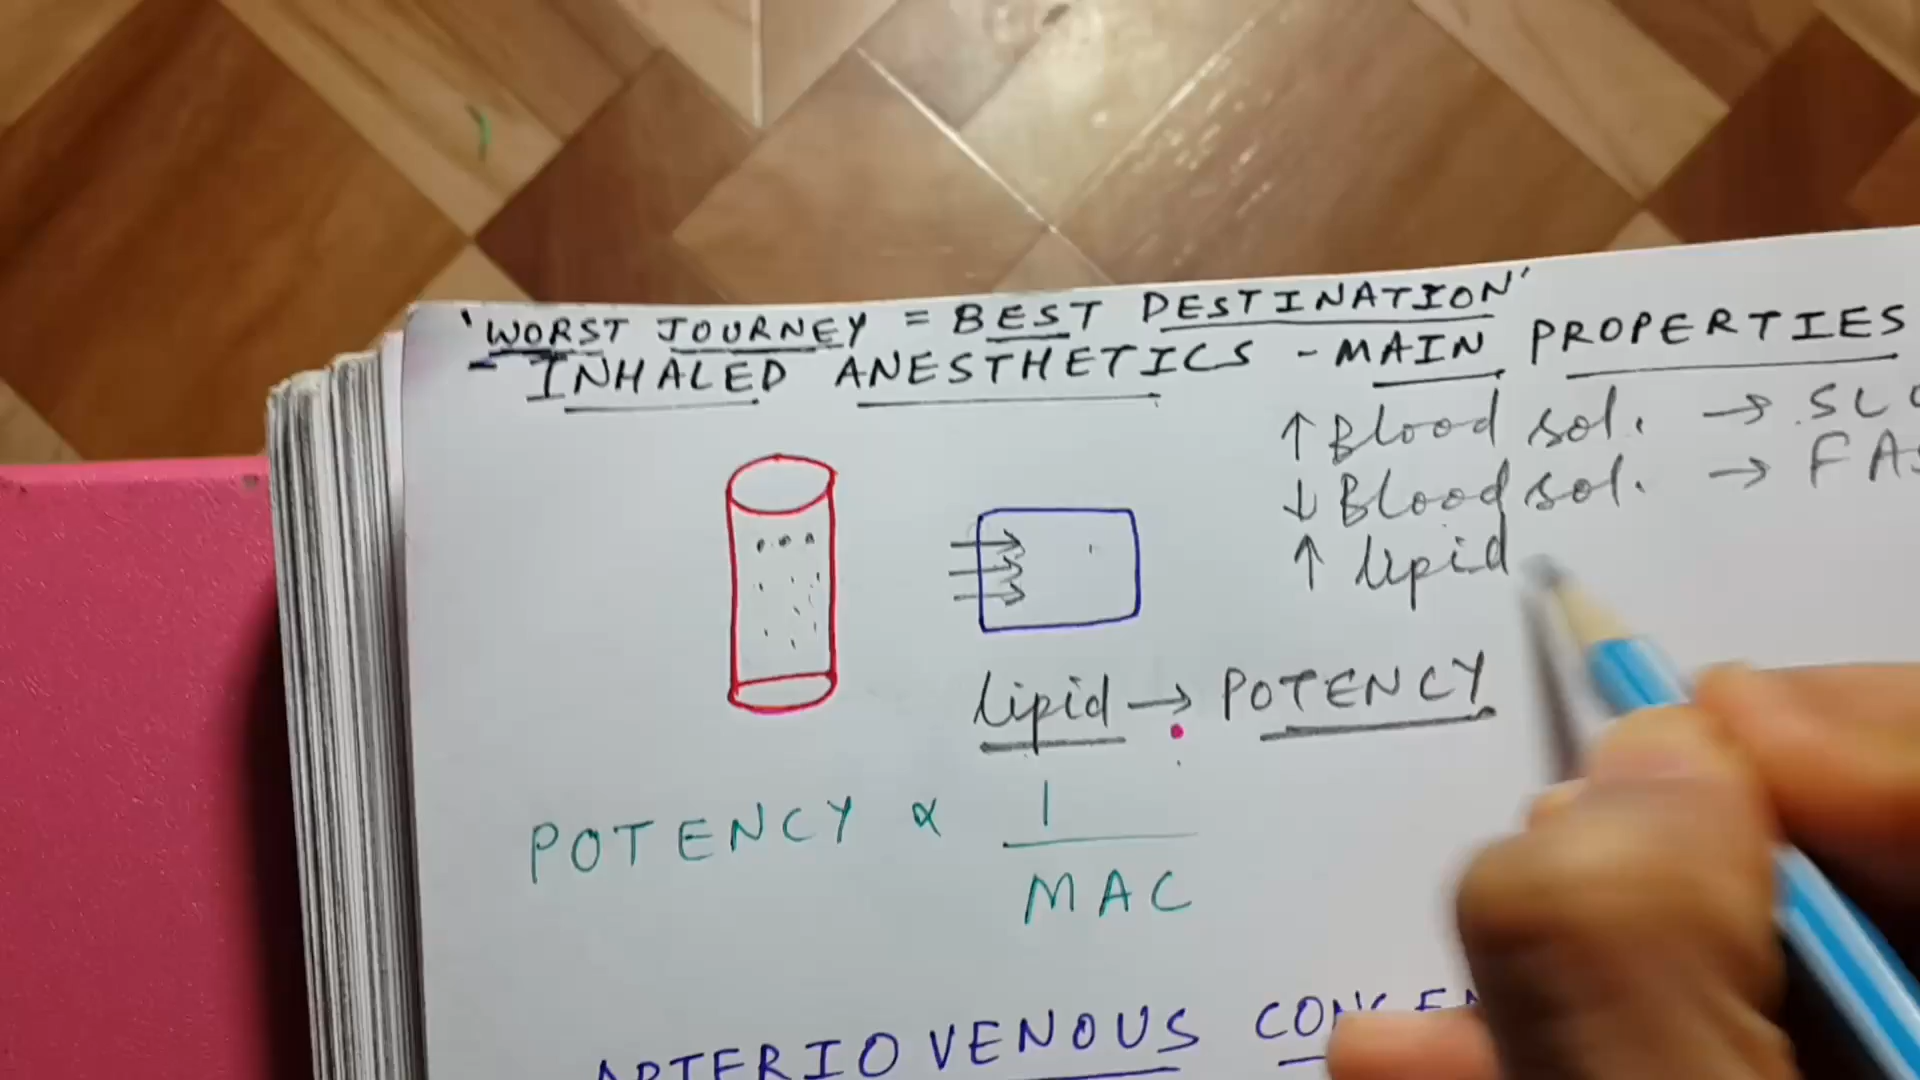 'WORST JOURNEY = BEST DESTINATION'
- INHALED ANESTHETICS - MAIN PROPERTIES
↑ Blood sol. →
↓ Blood sol. →
↑ lipid
lipid → POTENCY
POTENCY ∝ 1
MAC
ARTERIOVENOUS